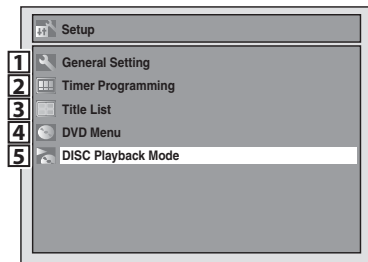 Setup
1 General Setting
2 Timer Programming
3 Title List
4 DVD Menu
5 DISC Playback Mode